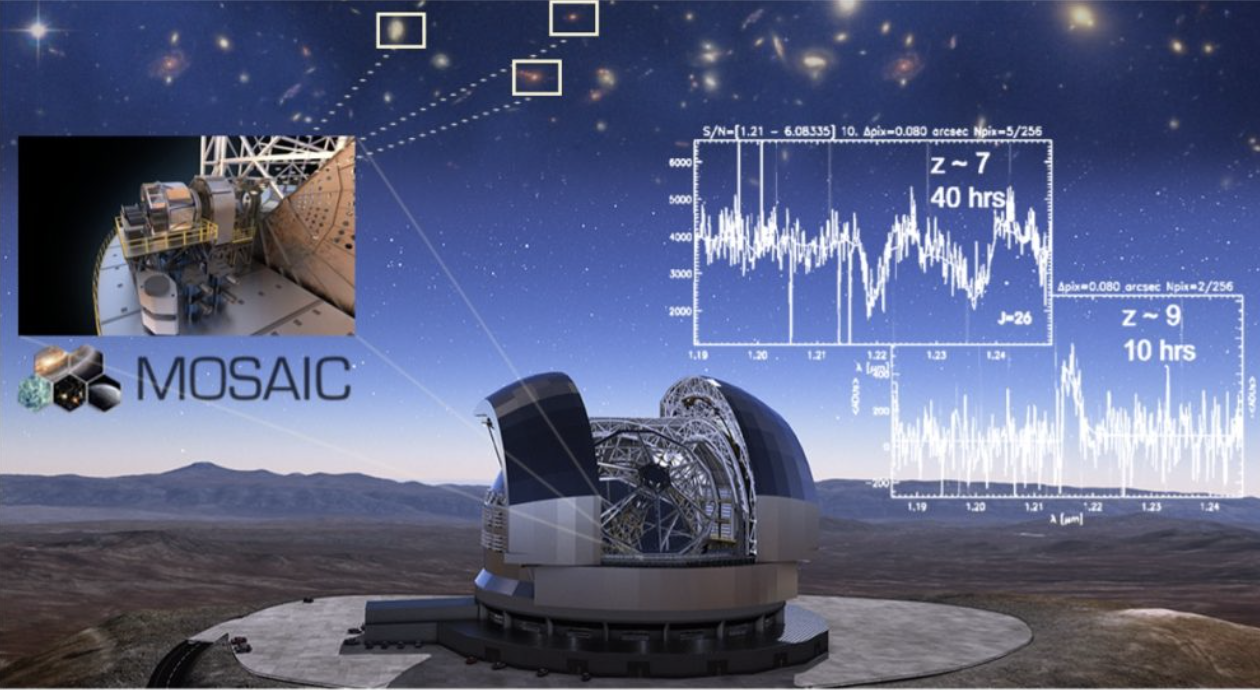 MOSAIC
S/N=[1.21 - 6.08335] 10. Δpix=0.080 arcsec Npix=5/256
z ~ 7
40 hrs
6000
5000
4000
3000
2000
J=26
1.19 1.20 1.21 1.22 1.23 1.24
λ [μm]
Δpix=0.080 arcsec Npix=2/256
z ~ 9
10 hrs
400
200
0
-200
1.19 1.20 1.21 1.22 1.23 1.24
λ [μm]